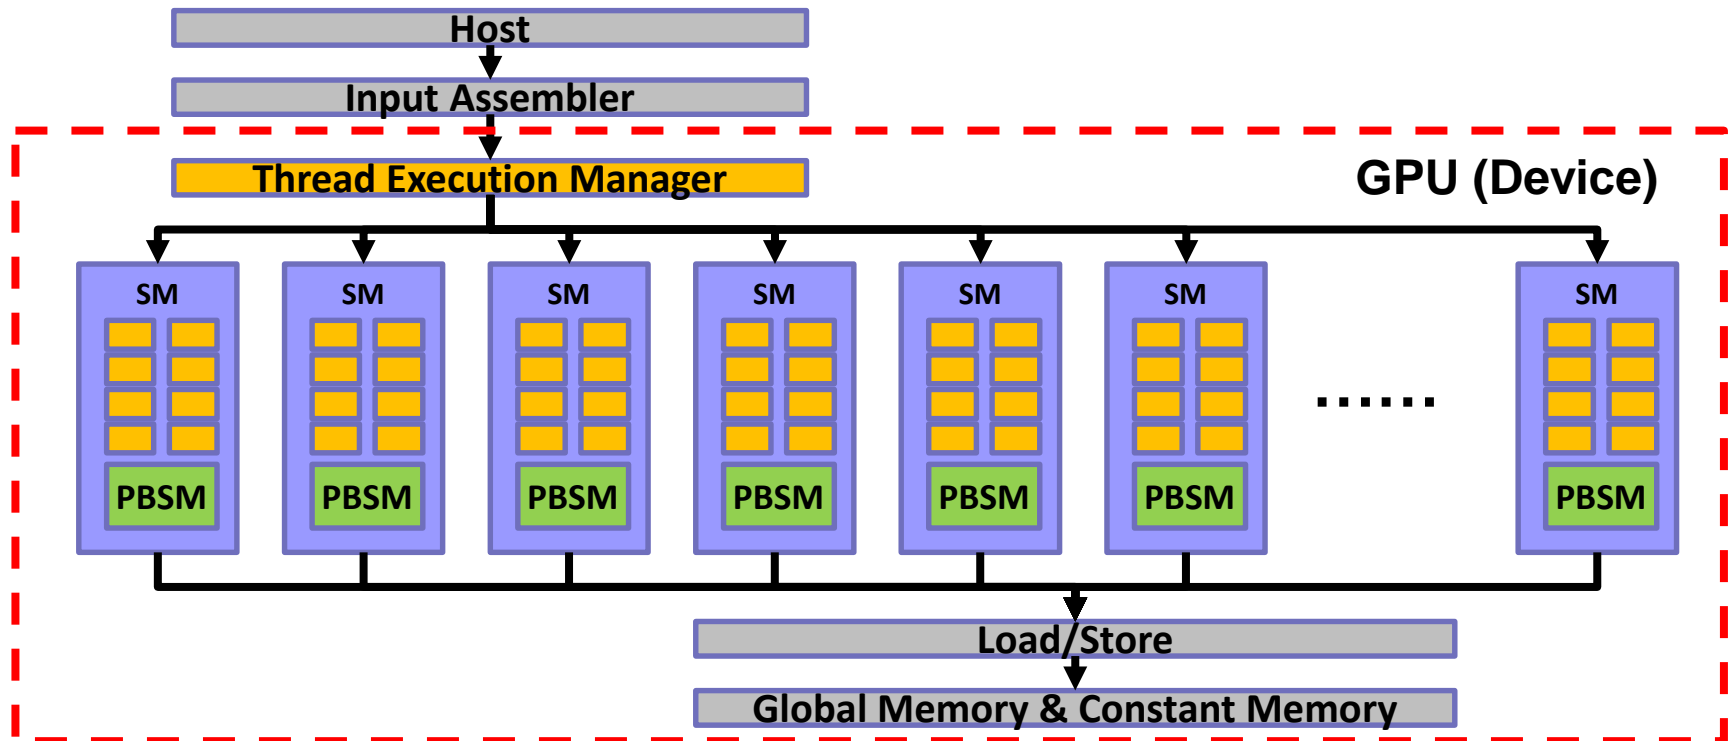 Host
Input Assembler
Thread Execution Manager
GPU (Device)
SM
SM
SM
SM
SM
SM
SM
......
PBSM
PBSM
PBSM
PBSM
PBSM
PBSM
PBSM
Load/Store
Global Memory & Constant Memory